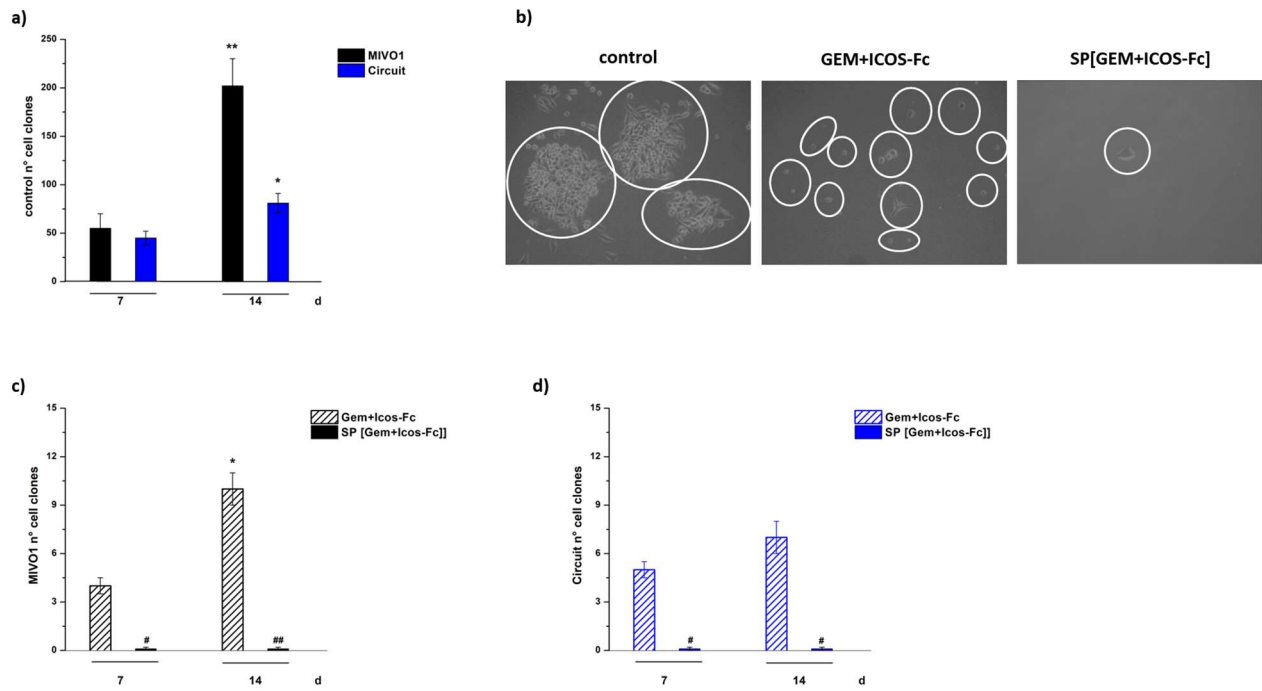 a)
250
200
150
100
50
0
control n° cell clones
MIVO1
Circuit
**
*
7
14
d
b)
control
GEM+ICOS-Fc
SP[GEM+ICOS-Fc]
c)
15
12
9
6
3
0
MIVO1 n° cell clones
Gem+Icos-Fc
SP [Gem+Icos-Fc]]
*
#
##
7
14
d
d)
15
12
9
6
3
0
Circuit n° cell clones
Gem+Icos-Fc
SP [Gem+Icos-Fc]]
#
#
7
14
d